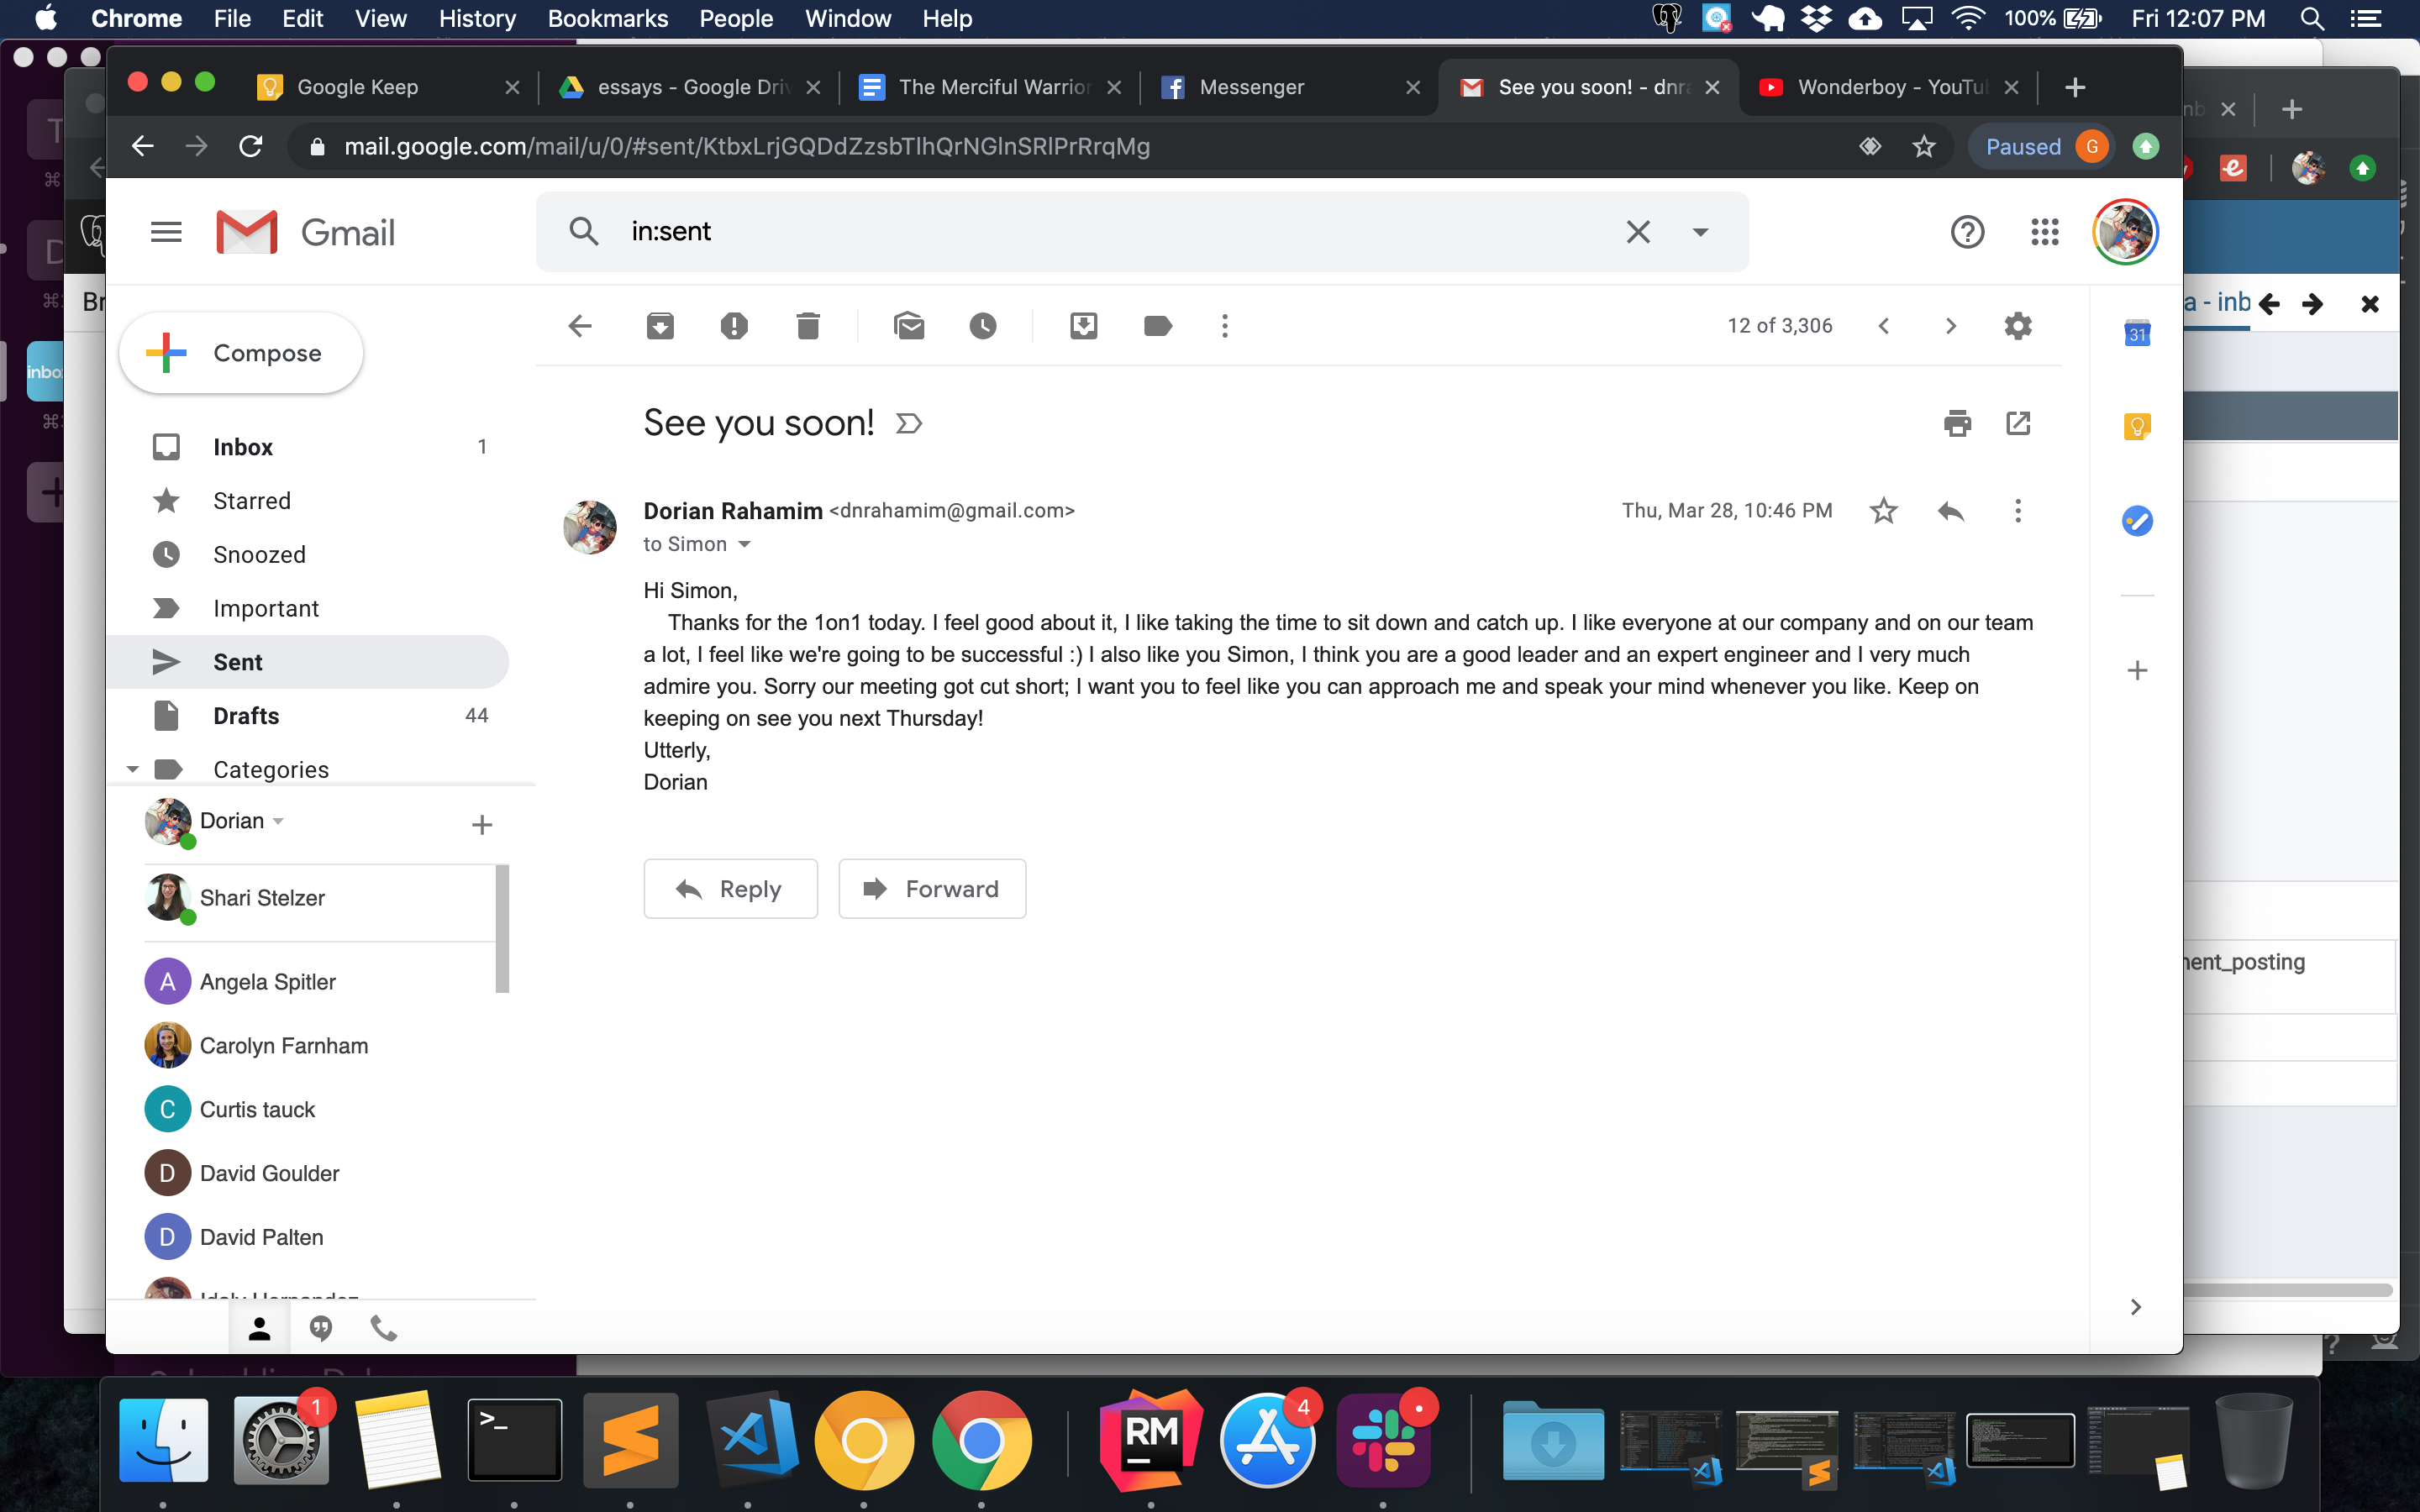 Chrome File Edit View History Bookmarks People Window Help 100% Fri 12:07 PM
Google Keep essays - Google Driv The Merciful Warrior Messenger See you soon! - dnra Wonderboy - YouTu
mail.google.com/mail/u/0/#sent/KtbxLrjGQDdZzsbTlhQrNGlnSRlPrRrqMg Paused G
Gmail in:sent
a - inb
Compose 12 of 3,306 31
See you soon!
Inbox 1
Starred
Snoozed
Important
Sent
Drafts 44
Categories
Dorian Rahamim <dnrahamim@gmail.com> Thu, Mar 28, 10:46 PM
to Simon
Hi Simon,
Thanks for the 1on1 today. I feel good about it, I like taking the time to sit down and catch up. I like everyone at our company and on our team
a lot, I feel like we're going to be successful :) I also like you Simon, I think you are a good leader and an expert engineer and I very much
admire you. Sorry our meeting got cut short; I want you to feel like you can approach me and speak your mind whenever you like. Keep on
keeping on see you next Thursday!
Utterly,
Dorian
Reply Forward
Dorian
Shari Stelzer
A Angela Spitler
Carolyn Farnham
C Curtis tauck
D David Goulder
D David Palten
nent_posting
1
>_
RM
4